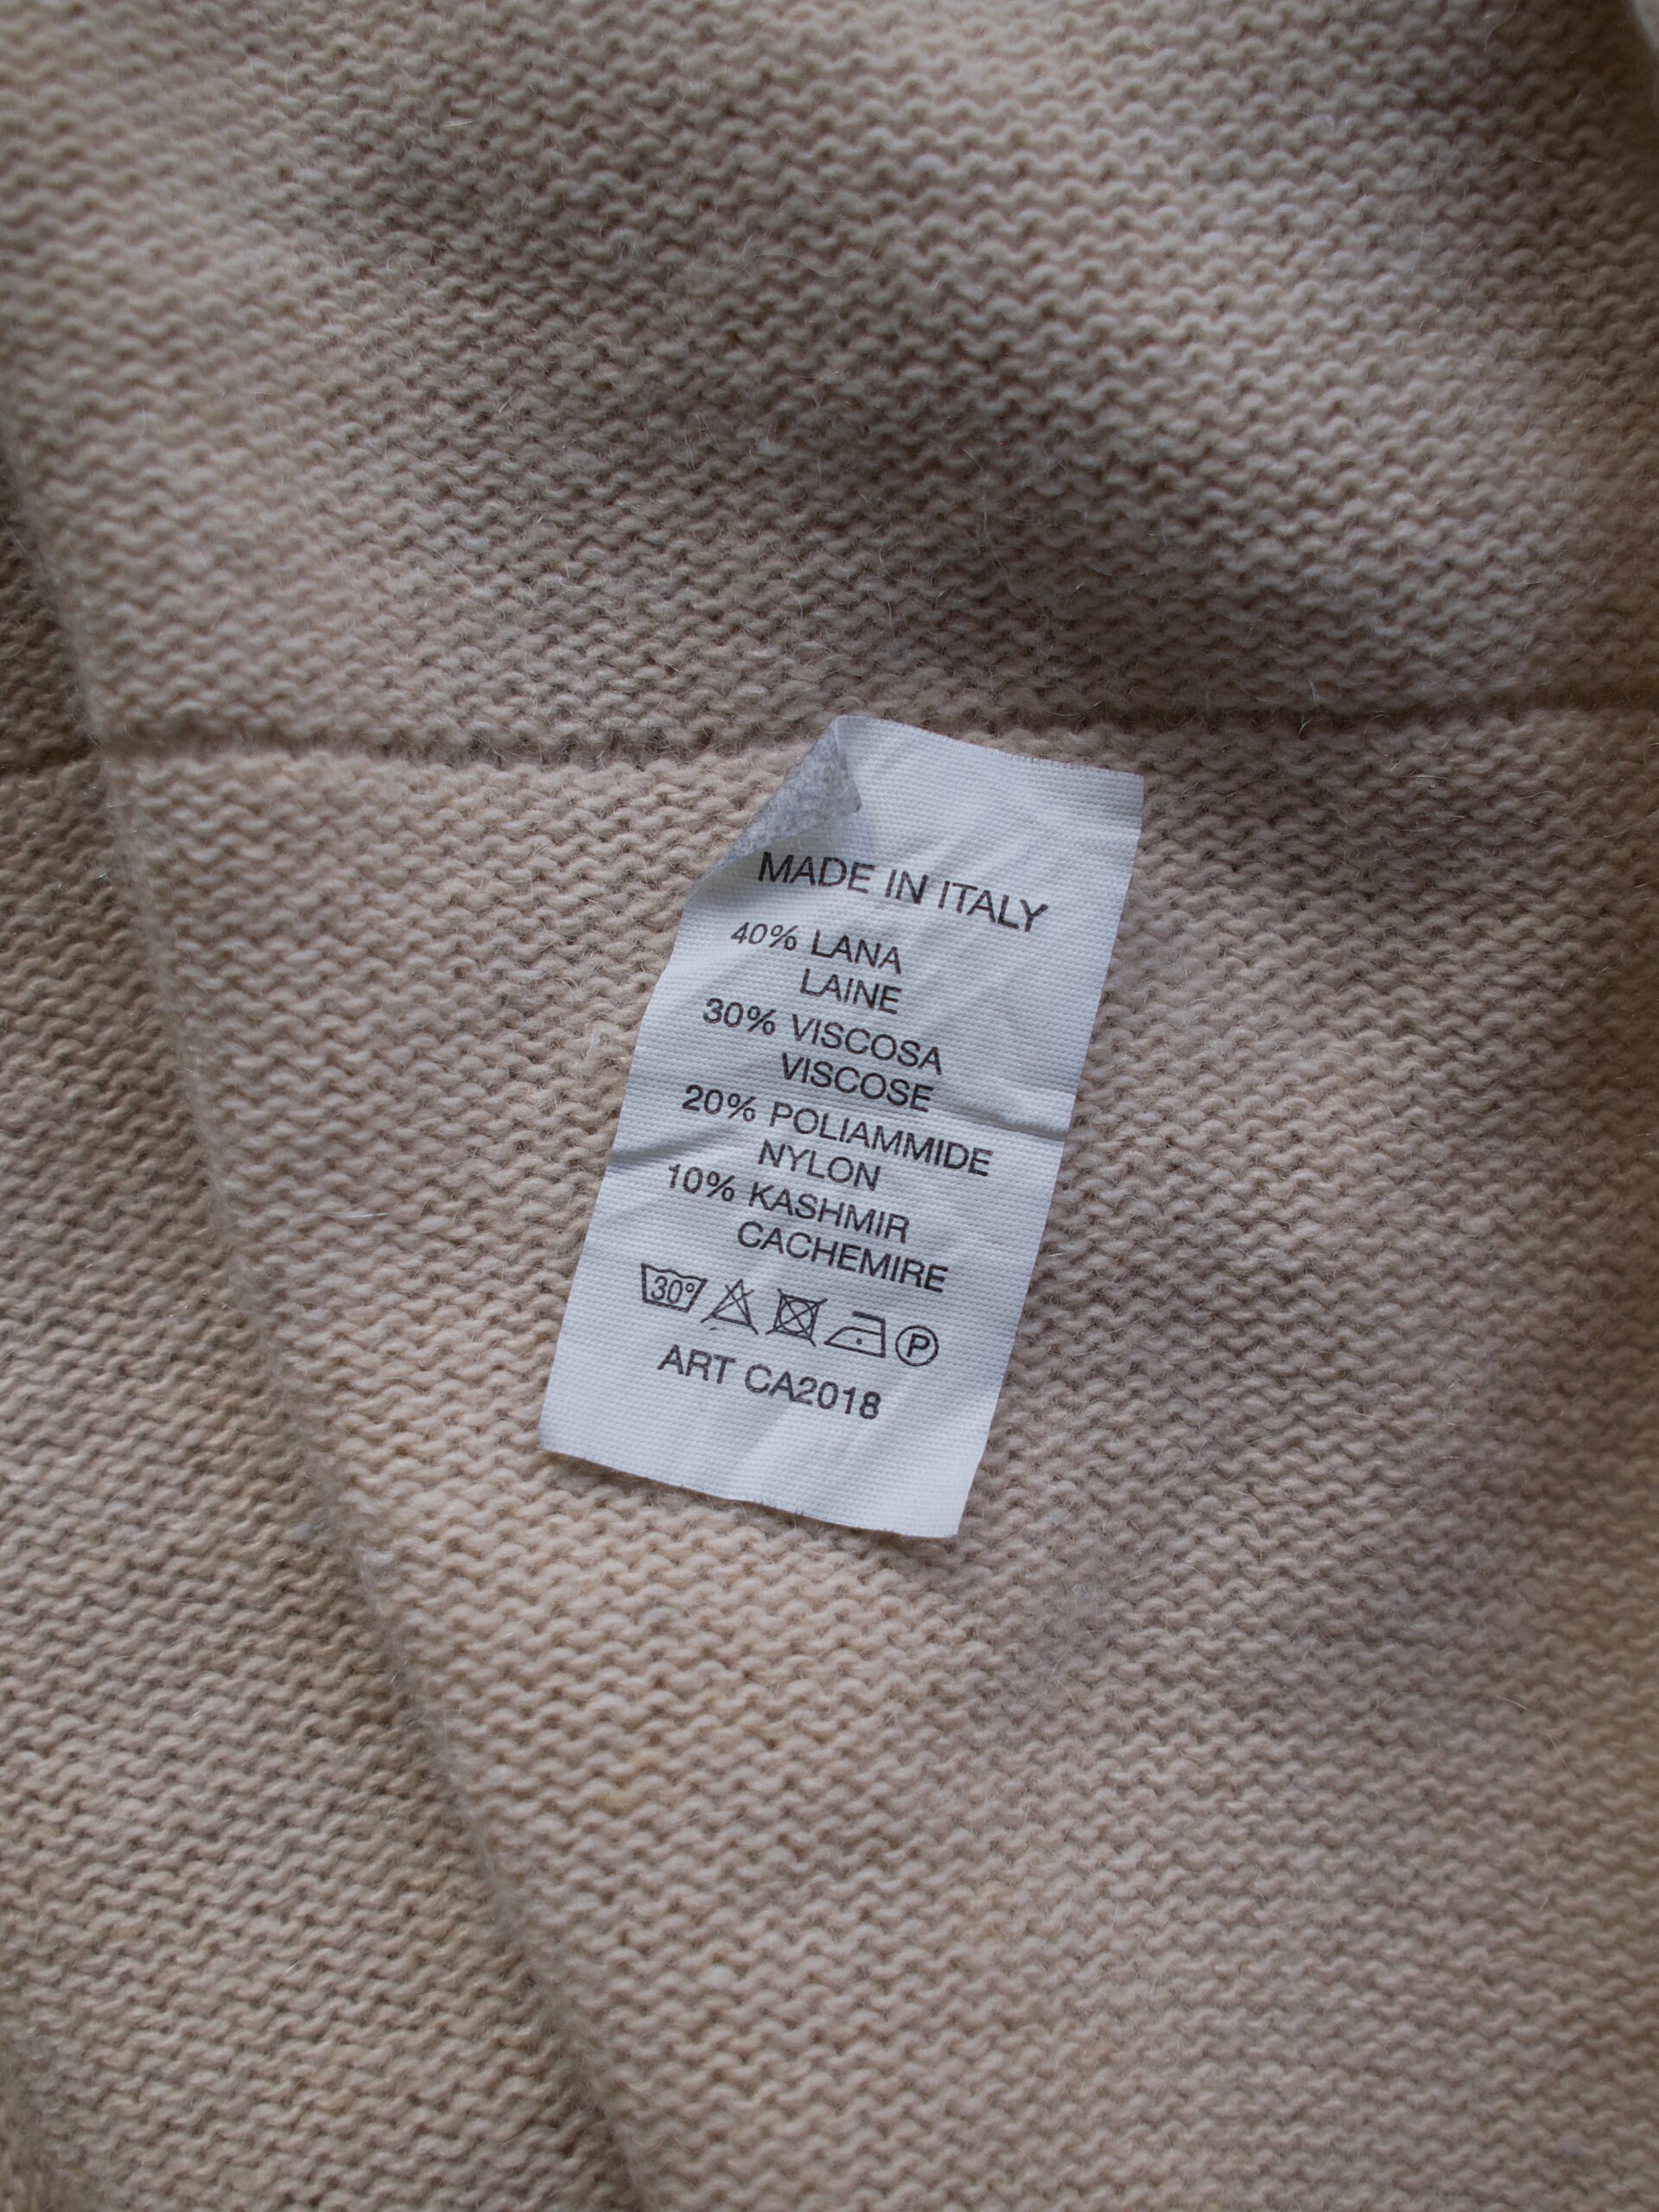 MADE IN ITALY
40% LANA
LAINE
30% VISCOSA
VISCOSE
20% POLIAMMIDE
NYLON
10% KASHMIR
CACHEMIRE
30° P
ART CA2018